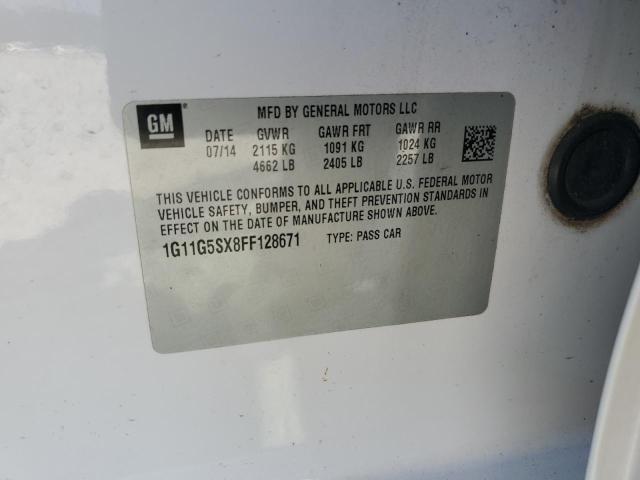 GM
MFD BY GENERAL MOTORS LLC
DATE GVWR GAWR FRT GAWR RR
07/14 2115 KG 1091 KG 1024 KG
4662 LB 2405 LB 2257 LB
THIS VEHICLE CONFORMS TO ALL APPLICABLE U.S. FEDERAL MOTOR
VEHICLE SAFETY, BUMPER, AND THEFT PREVENTION STANDARDS IN
EFFECT ON THE DATE OF MANUFACTURE SHOWN ABOVE.
1G11G5SX8FF128671 TYPE: PASS CAR